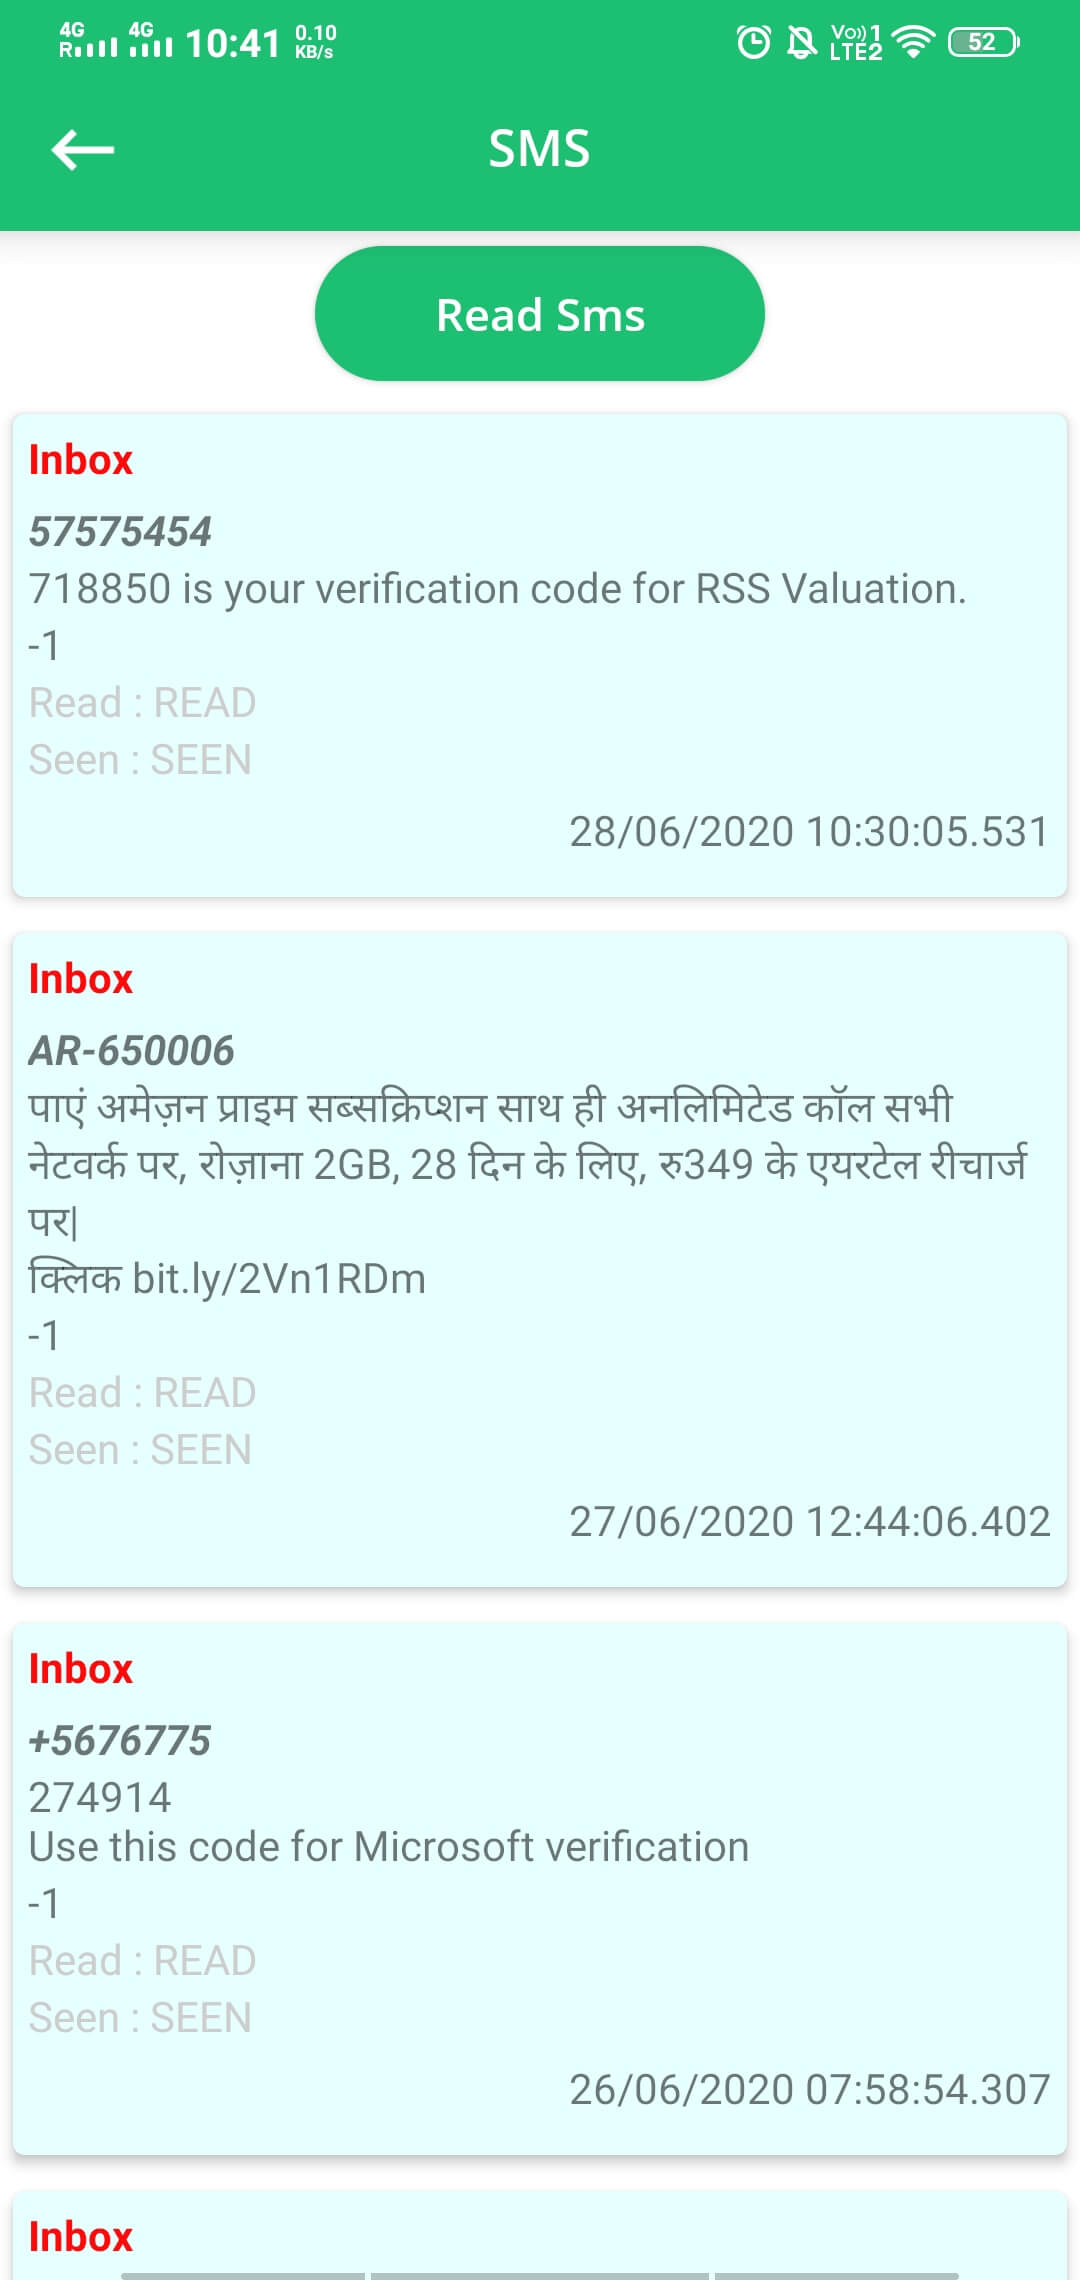 4G 4G 10:41 0.10 KB/s Vo)) 1 LTE2 52
R
SMS
Read Sms
Inbox
57575454
718850 is your verification code for RSS Valuation.
-1
Read : READ
Seen : SEEN
28/06/2020 10:30:05.531
Inbox
AR-650006
पाएं अमेज़न प्राइम सब्सक्रिप्शन साथ ही अनलिमिटेड कॉल सभी
नेटवर्क पर, रोज़ाना 2GB, 28 दिन के लिए, रु349 के एयरटेल रीचार्ज
पर|
क्लिक bit.ly/2Vn1RDm
-1
Read : READ
Seen : SEEN
27/06/2020 12:44:06.402
Inbox
+5676775
274914
Use this code for Microsoft verification
-1
Read : READ
Seen : SEEN
26/06/2020 07:58:54.307
Inbox